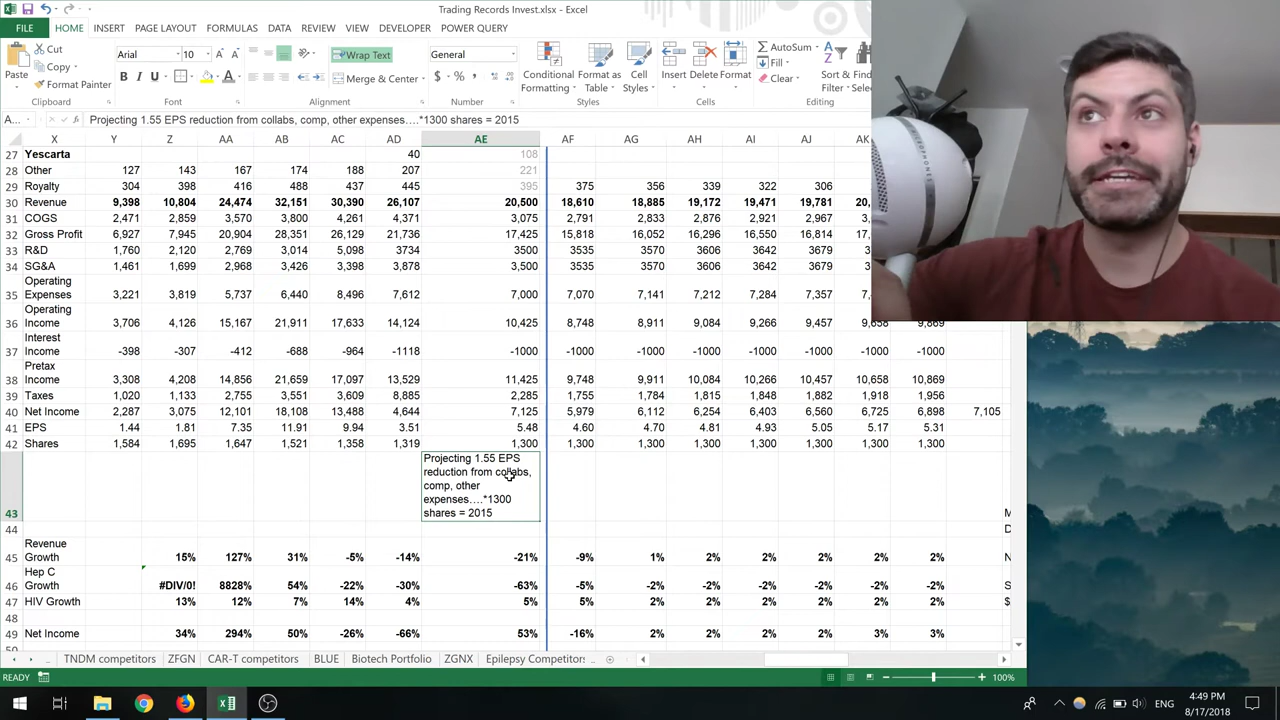 Trading Records Invest.xlsx - Excel
FILE HOME INSERT PAGE LAYOUT FORMULAS DATA REVIEW VIEW DEVELOPER POWER QUERY
Cut
Copy
Format Painter
Paste
Clipboard
Arial 10
B I U
Font
Wrap Text
Merge & Center
Alignment
General
$ % ,
Number
Conditional Formatting
Format as Table
Cell Styles
Styles
Insert Delete Format
Cells
AutoSum
Fill
Clear
Sort & Filter
Editing
A... fx Projecting 1.55 EPS reduction from collabs, comp, other expenses….*1300 shares = 2015
X Y Z AA AB AC AD AE AF AG AH AI AJ AK
27 Yescarta 40 108
28 Other 127 143 167 174 188 207 221
29 Royalty 304 398 416 488 437 445 395 375 356 339 322 306
30 Revenue 9,398 10,804 24,474 32,151 30,390 26,107 20,500 18,610 18,885 19,172 19,471 19,781 20,
31 COGS 2,471 2,859 3,570 3,800 4,261 4,371 3,075 2,791 2,833 2,876 2,921 2,967 3,
32 Gross Profit 6,927 7,945 20,904 28,351 26,129 21,736 17,425 15,818 16,052 16,296 16,550 16,814 17,
33 R&D 1,760 2,120 2,769 3,014 5,098 3734 3500 3535 3570 3606 3642 3679 3
34 SG&A 1,461 1,699 2,968 3,426 3,398 3,878 3,500 3535 3570 3606 3642 3679 3
Operating
35 Expenses 3,221 3,819 5,737 6,440 8,496 7,612 7,000 7,070 7,141 7,212 7,284 7,357 7,
Operating
36 Income 3,706 4,126 15,167 21,911 17,633 14,124 10,425 8,748 8,911 9,084 9,266 9,457 9,658 9,869
Interest
37 Income -398 -307 -412 -688 -964 -1118 -1000 -1000 -1000 -1000 -1000 -1000 -1000 -1000
Pretax
38 Income 3,308 4,208 14,856 21,659 17,097 13,529 11,425 9,748 9,911 10,084 10,266 10,457 10,658 10,869
39 Taxes 1,020 1,133 2,755 3,551 3,609 8,885 2,285 1,755 1,784 1,815 1,848 1,882 1,918 1,956
40 Net Income 2,287 3,075 12,101 18,108 13,488 4,644 7,125 5,979 6,112 6,254 6,403 6,560 6,725 6,898 7,105
41 EPS 1.44 1.81 7.35 11.91 9.94 3.51 5.48 4.60 4.70 4.81 4.93 5.05 5.17 5.31
42 Shares 1,584 1,695 1,647 1,521 1,358 1,319 1,300 1,300 1,300 1,300 1,300 1,300 1,300 1,300
Projecting 1.55 EPS
reduction from collabs,
comp, other
expenses….*1300
43 shares = 2015 M
44 D
Revenue
45 Growth 15% 127% 31% -5% -14% -21% -9% 1% 2% 2% 2% 2% 2% N
Hep C
46 Growth #DIV/0! 8828% 54% -22% -30% -63% -5% -2% -2% -2% -2% -2% -2% S
47 HIV Growth 13% 12% 7% 14% 4% 5% 5% 2% 2% 2% 2% 2% 2% $
48
49 Net Income 34% 294% 50% -26% -66% 53% -16% 2% 2% 2% 2% 3% 3%
50
... TNDM competitors ZFGN CAR-T competitors BLUE Biotech Portfolio ZGNX Epilepsy Competitors ...
READY 100%
ENG 4:49 PM
8/17/2018